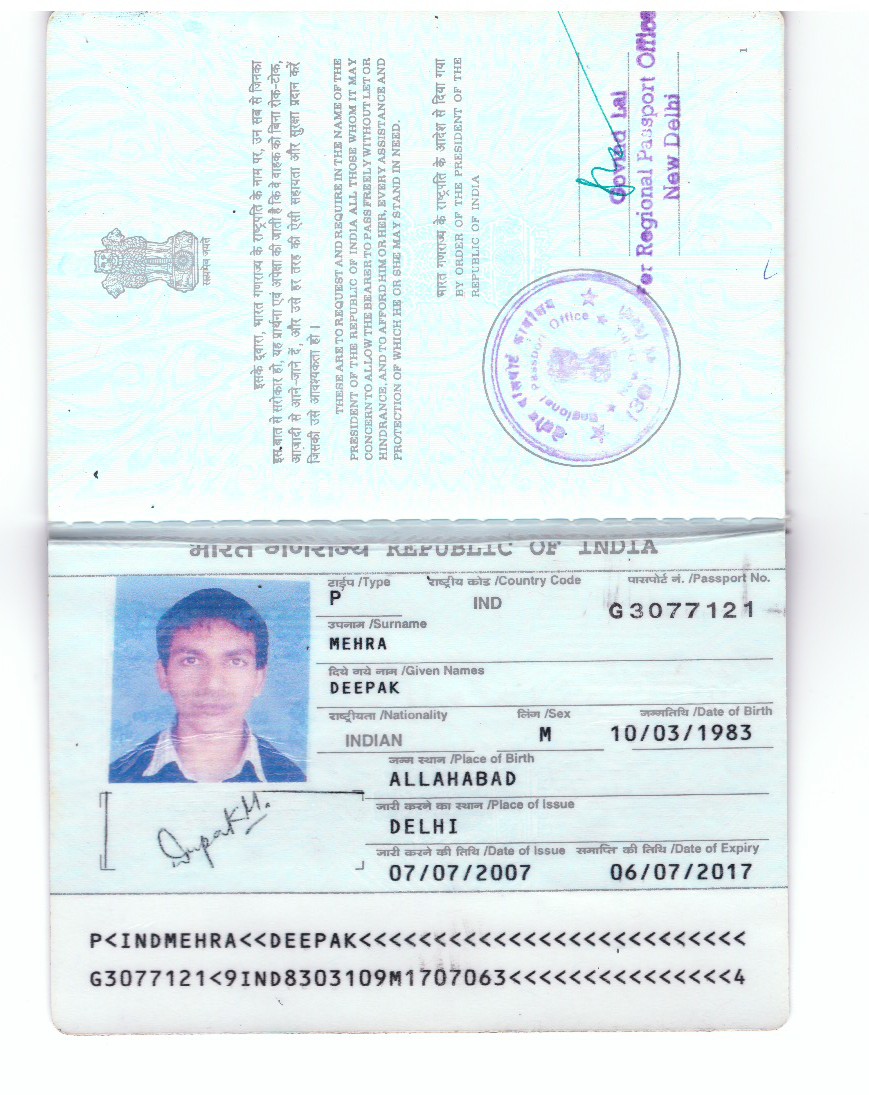 सत्यमेव जयते
इसके द्वारा, भारत गणराज्य के राष्ट्रपति के नाम पर, उन सब से जिनका
इस बात से सरोकार हो, यह प्रार्थना एवं अपेक्षा की जाती है कि वे वाहक को बिना रोक-टोक,
आज़ादी से आने-जाने दें, और उसे हर तरह की ऐसी सहायता और सुरक्षा प्रदान करें
जिसकी उसे आवश्यकता हो।
THESE ARE TO REQUEST AND REQUIRE IN THE NAME OF THE
PRESIDENT OF THE REPUBLIC OF INDIA ALL THOSE WHOM IT MAY
CONCERN TO ALLOW THE BEARER TO PASS FREELY WITHOUT LET OR
HINDRANCE, AND TO AFFORD HIM OR HER, EVERY ASSISTANCE AND
PROTECTION OF WHICH HE OR SHE MAY STAND IN NEED.
भारत गणराज्य के राष्ट्रपति के आदेश से दिया गया
BY ORDER OF THE PRESIDENT OF THE
REPUBLIC OF INDIA
Lal
For Regional Passport Office
New Delhi
क्षेत्रीय पासपोर्ट कार्यालय
Regional Passport Office
(30)
1
भारत गणराज्य REPUBLIC OF INDIA
टाईप /Type राष्ट्रीय कोड /Country Code पासपोर्ट नं. /Passport No.
P IND G3077121
उपनाम /Surname
MEHRA
दिये गये नाम /Given Names
DEEPAK
राष्ट्रीयता /Nationality लिंग /Sex जन्मतिथि /Date of Birth
INDIAN M 10/03/1983
जन्म स्थान /Place of Birth
ALLAHABAD
जारी करने का स्थान /Place of Issue
DELHI
जारी करने की तिथि /Date of Issue समाप्ति की तिथि /Date of Expiry
07/07/2007 06/07/2017
Deepak M.
P<INDMEHRA<<DEEPAK<<<<<<<<<<<<<<<<<<<<<<<<<<
G3077121<9IND8303109M1707063<<<<<<<<<<<<<<<4